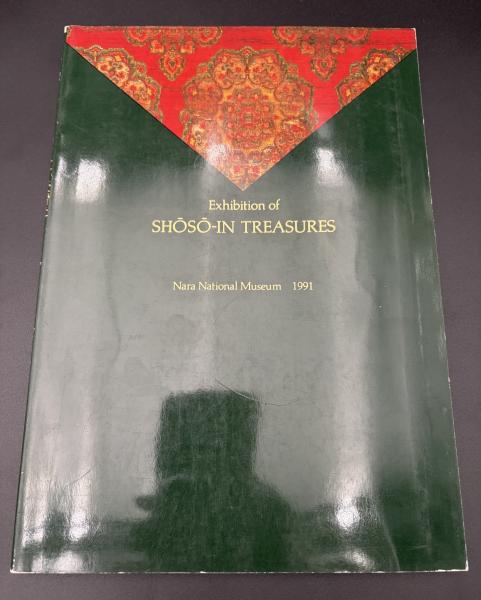 Exhibition of
SHŌSŌ-IN TREASURES
Nara National Museum 1991